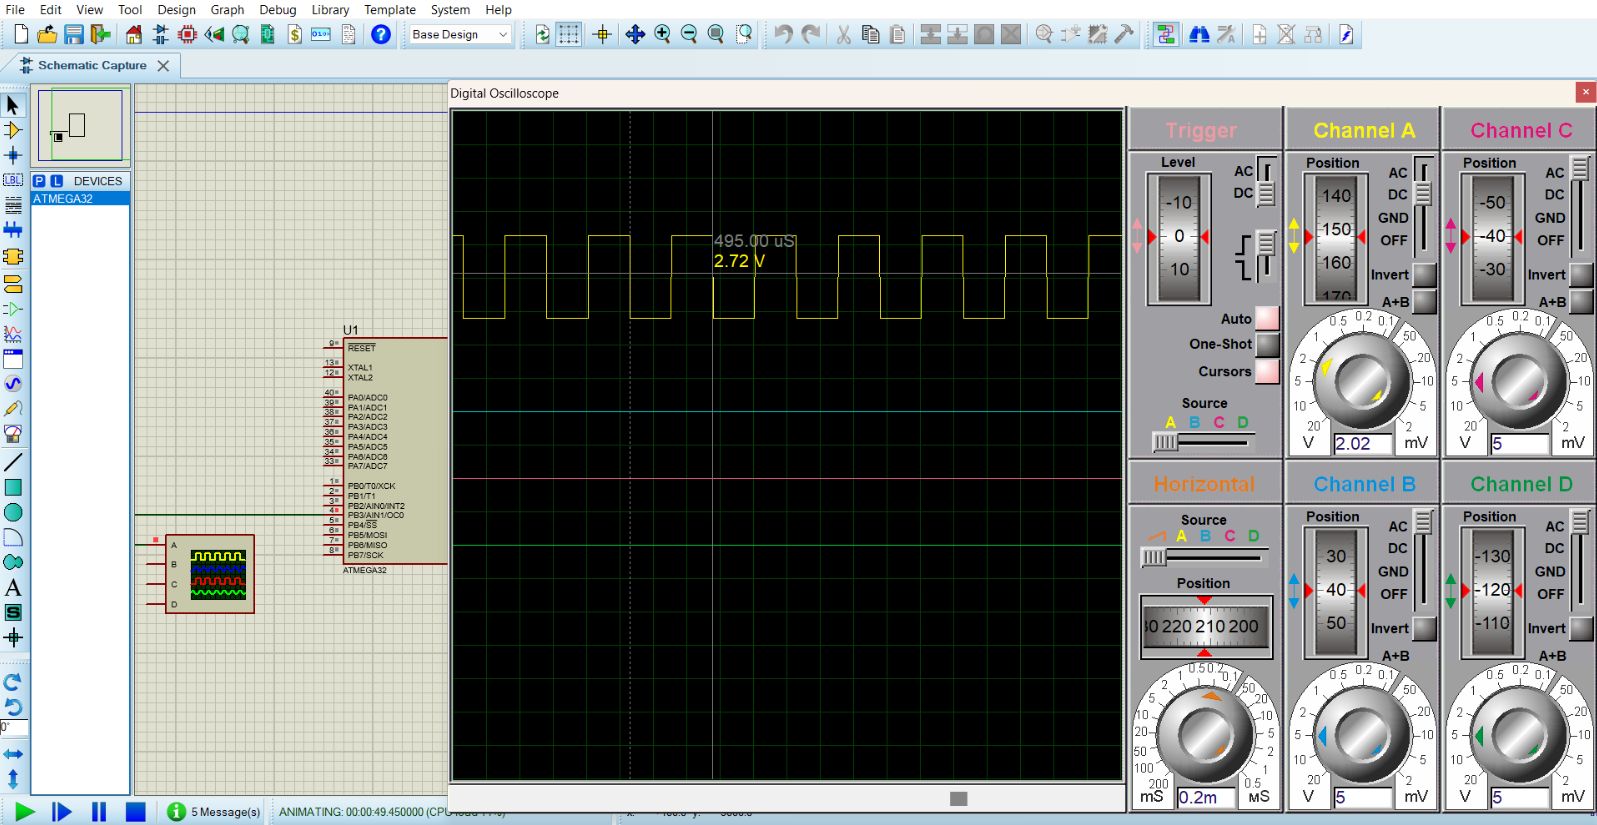 File Edit View Tool Design Graph Debug Library Template System Help
Base Design
Schematic Capture
Digital Oscilloscope
P L DEVICES
ATMEGA32
LBL
495.00 uS
2.72 V
U1
9 RESET
13 XTAL1
12 XTAL2
40 PA0/ADC0
39 PA1/ADC1
38 PA2/ADC2
37 PA3/ADC3
36 PA4/ADC4
35 PA5/ADC5
34 PA6/ADC6
33 PA7/ADC7
1 PB0/T0/XCK
2 PB1/T1
3 PB2/AIN0/INT2
4 PB3/AIN1/OC0
5 PB4/SS
6 PB5/MOSI
7 PB6/MISO
8 PB7/SCK
ATMEGA32
A
B
C
D
Trigger
Level
-10
0
10
AC
DC
Auto
One-Shot
Cursors
Source
A B C D
Channel A
Position
140
150
160
170
AC
DC
GND
OFF
Invert
A+B
0.5 0.2 0.1
1 50
2 20
5 10
10 5
20 2
V 2.02 mV
Channel C
Position
-50
-40
-30
AC
DC
GND
OFF
Invert
A+B
0.5 0.2 0.1
1 50
2 20
5 10
10 5
20 2
V 5 mV
Horizontal
Source
A B C D
Position
220 210 200
1 0.5 0.2 0.1
2 50
5 20
10 10
20 5
50 2
100 1
200 0.5
mS 0.2m µS
Channel B
Position
30
40
50
AC
DC
GND
OFF
Invert
A+B
0.5 0.2 0.1
1 50
2 20
5 10
10 5
20 2
V 5 mV
Channel D
Position
-130
-120
-110
AC
DC
GND
OFF
Invert
A+B
0.5 0.2 0.1
1 50
2 20
5 10
10 5
20 2
V 5 mV
A
S
0°
5 Message(s)
ANIMATING: 00:00:49.450000 (CPU load 11%)